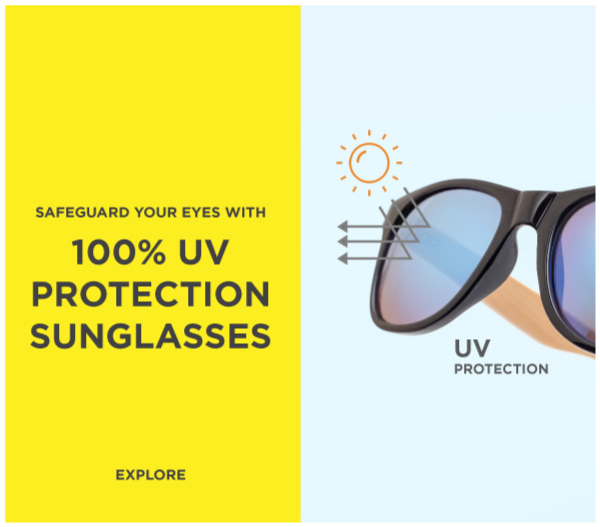 SAFEGUARD YOUR EYES WITH
100% UV
PROTECTION
SUNGLASSES
EXPLORE
UV
PROTECTION